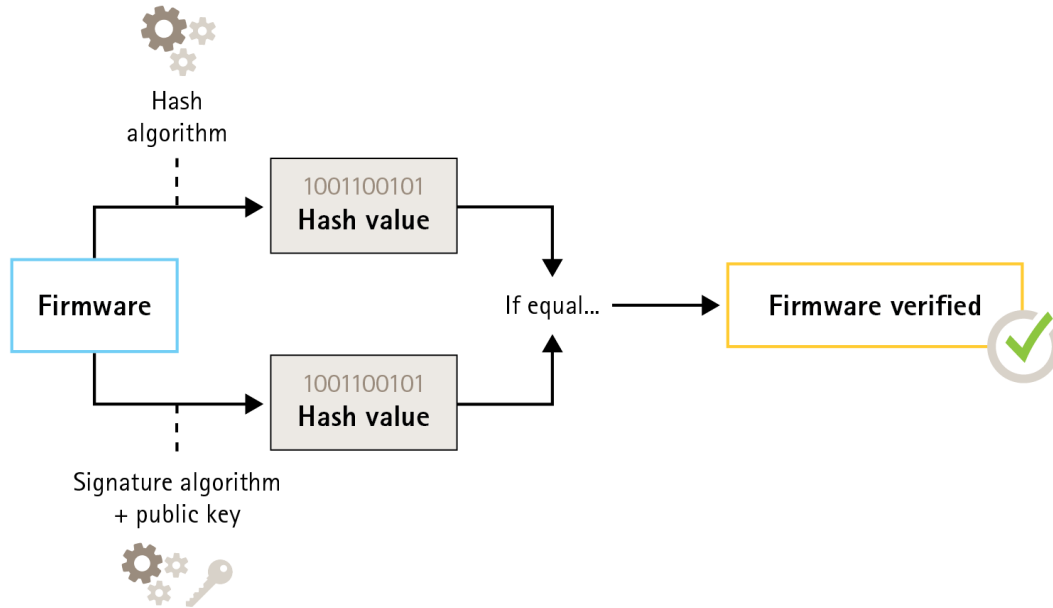 Hash
algorithm
1001100101
Hash value
Firmware
If equal...
Firmware verified
1001100101
Hash value
Signature algorithm
+ public key